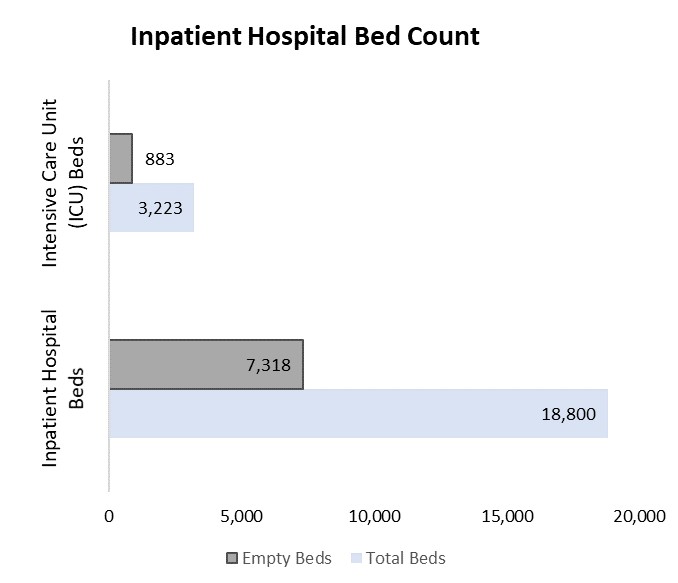 Inpatient Hospital Bed Count
Intensive Care Unit
(ICU) Beds
883
3,223
Inpatient Hospital
Beds
7,318
18,800
0 5,000 10,000 15,000 20,000
Empty Beds Total Beds